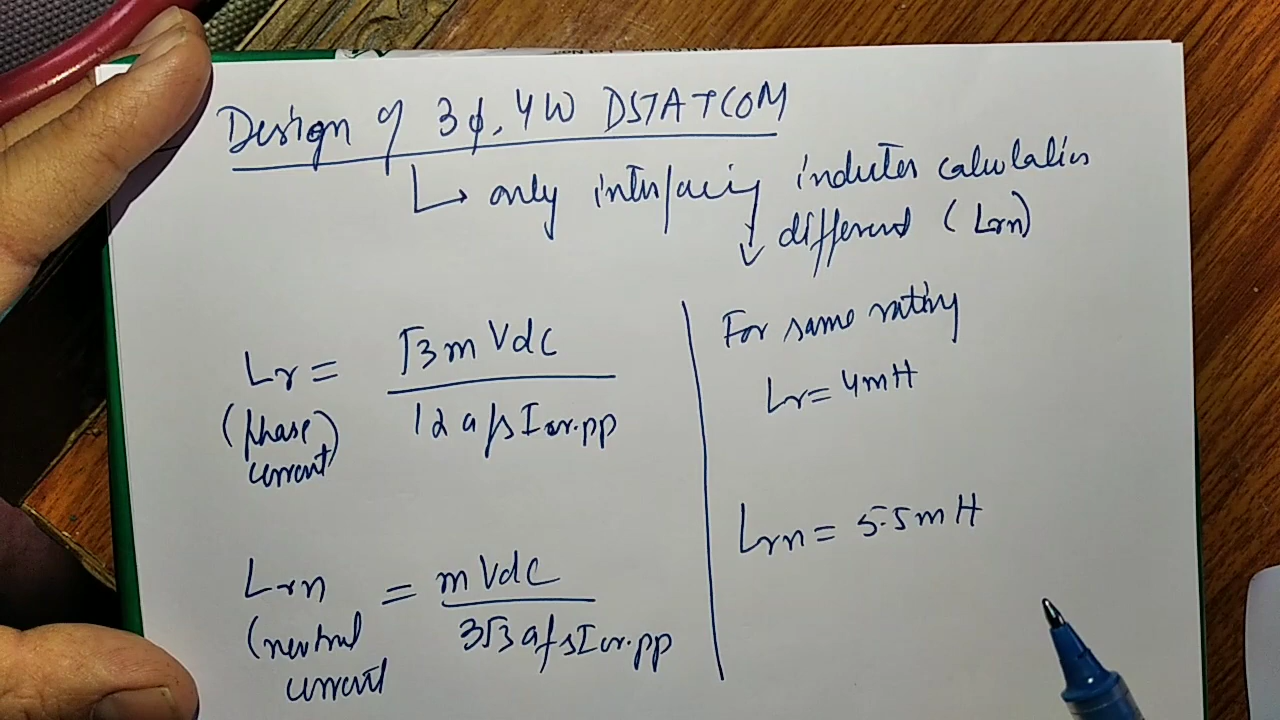 Design of 3ϕ, 4W DSTATCOM
↳ only interfacing inductor calculation
different (Lrn)
Lr = √3 m Vdc / 12 a fs Icr.pp
(phase current)
Lrn = m Vdc / 3√3 a fs Icr.pp
(neutral current
For same rating
Lr = 4mH
Lrn = 5.5mH